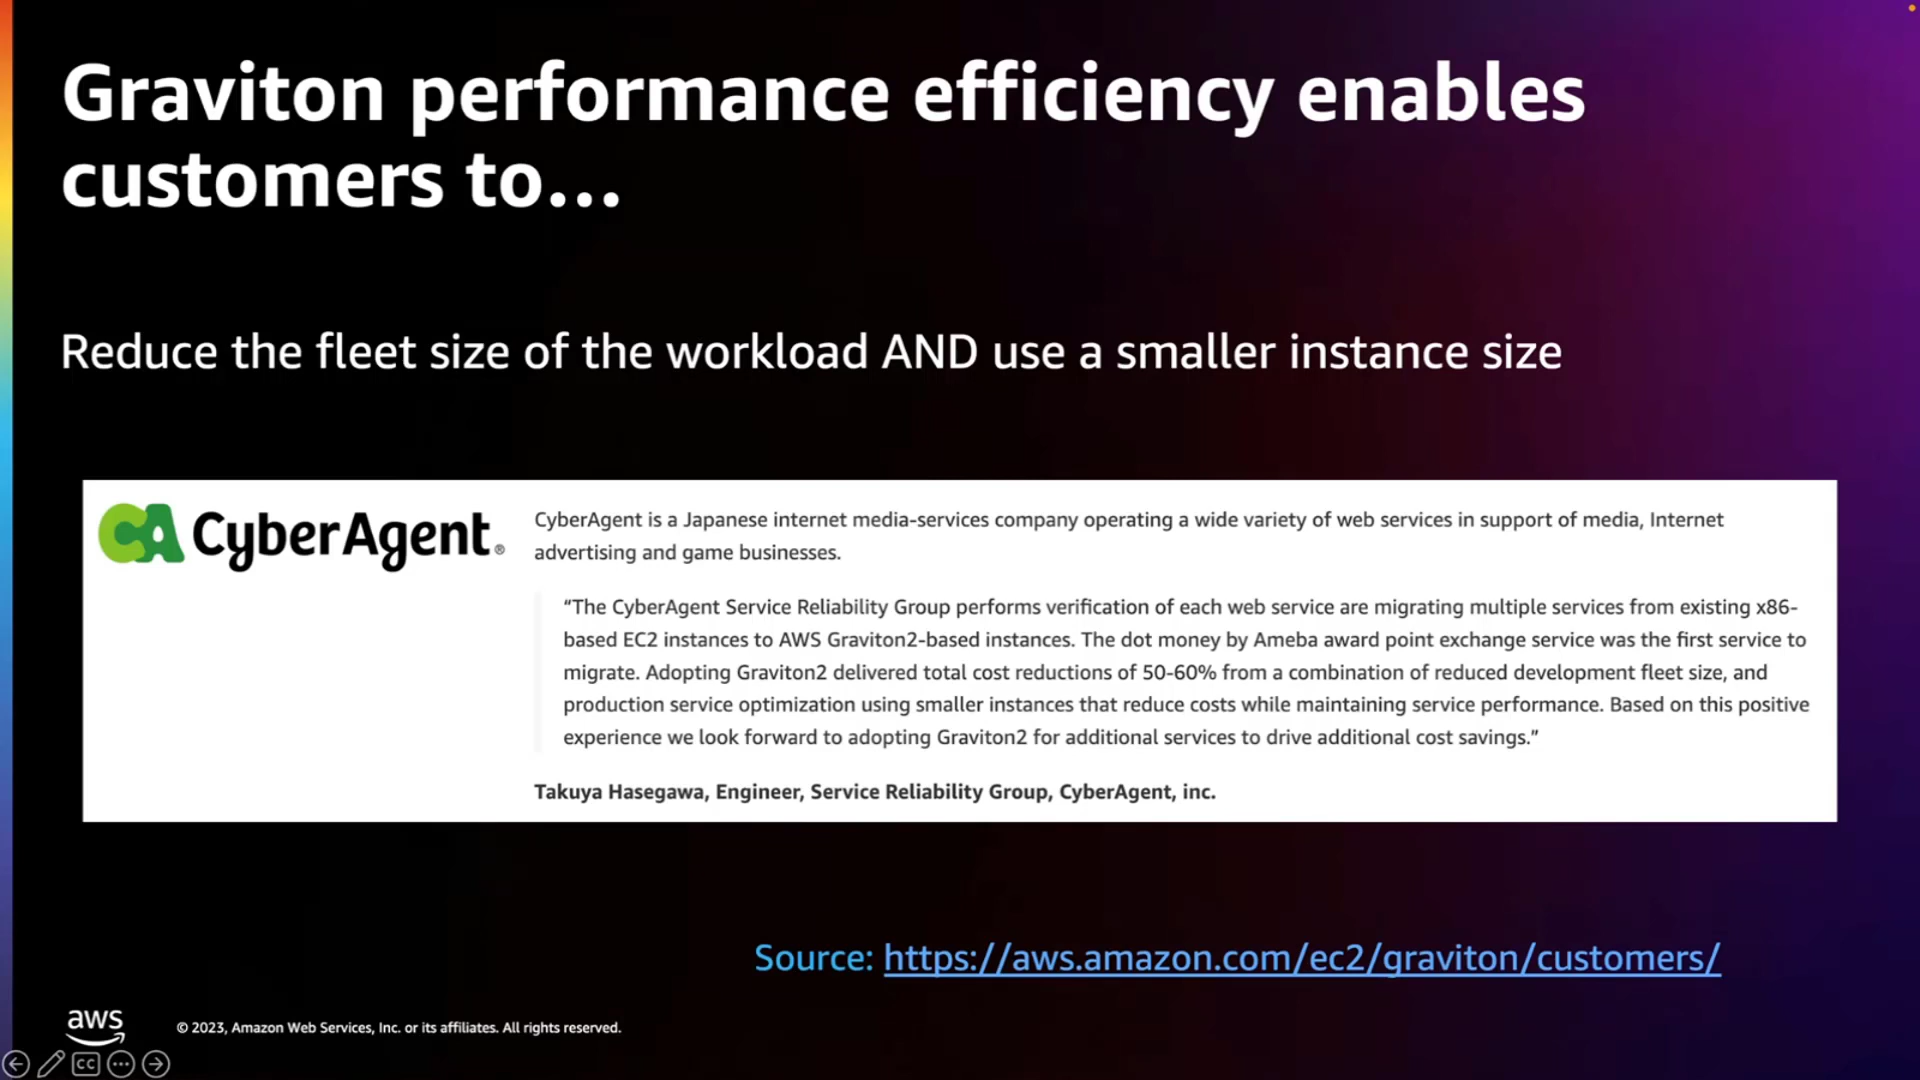 Graviton performance efficiency enables
customers to...
Reduce the fleet size of the workload AND use a smaller instance size
CA CyberAgent®
CyberAgent is a Japanese internet media-services company operating a wide variety of web services in support of media, Internet
advertising and game businesses.
“The CyberAgent Service Reliability Group performs verification of each web service are migrating multiple services from existing x86-
based EC2 instances to AWS Graviton2-based instances. The dot money by Ameba award point exchange service was the first service to
migrate. Adopting Graviton2 delivered total cost reductions of 50-60% from a combination of reduced development fleet size, and
production service optimization using smaller instances that reduce costs while maintaining service performance. Based on this positive
experience we look forward to adopting Graviton2 for additional services to drive additional cost savings.”
Takuya Hasegawa, Engineer, Service Reliability Group, CyberAgent, inc.
Source: https://aws.amazon.com/ec2/graviton/customers/
aws
© 2023, Amazon Web Services, Inc. or its affiliates. All rights reserved.
CC